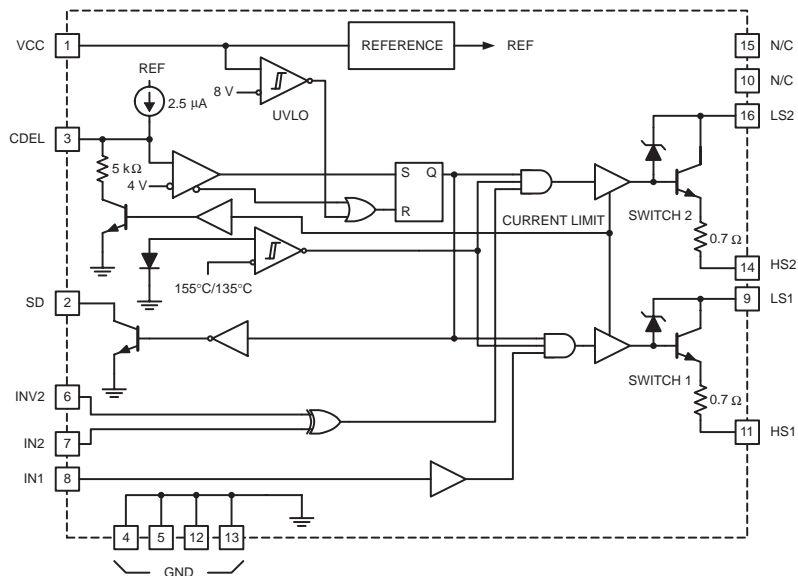 VCC 1 REFERENCE REF 15 N/C
10 N/C
REF
2.5 µA 8 V UVLO 16 LS2
CDEL 3
5 kΩ
4 V S Q
R
CURRENT LIMIT SWITCH 2
0.7 Ω
155°C/135°C 14 HS2
SD 2 9 LS1
SWITCH 1
INV2 6 0.7 Ω
IN2 7 11 HS1
IN1 8
4 5 12 13
GND